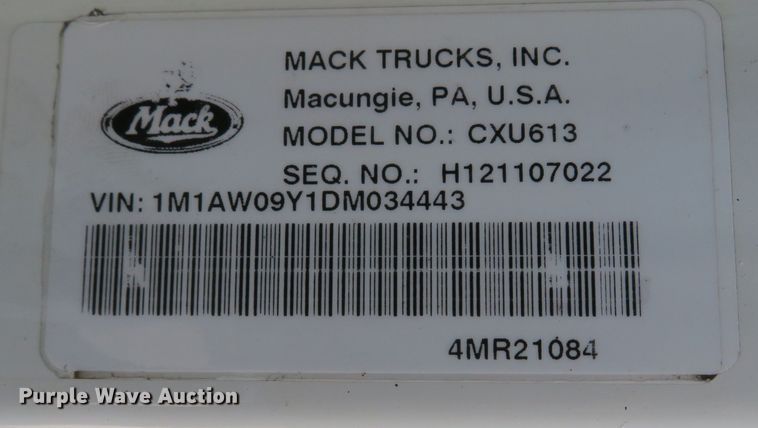 MACK TRUCKS, INC.
Mack
Macungie, PA, U.S.A.
MODEL NO.: CXU613
SEQ. NO.: H121107022
VIN: 1M1AW09Y1DM034443
4MR21084
Purple Wave Auction